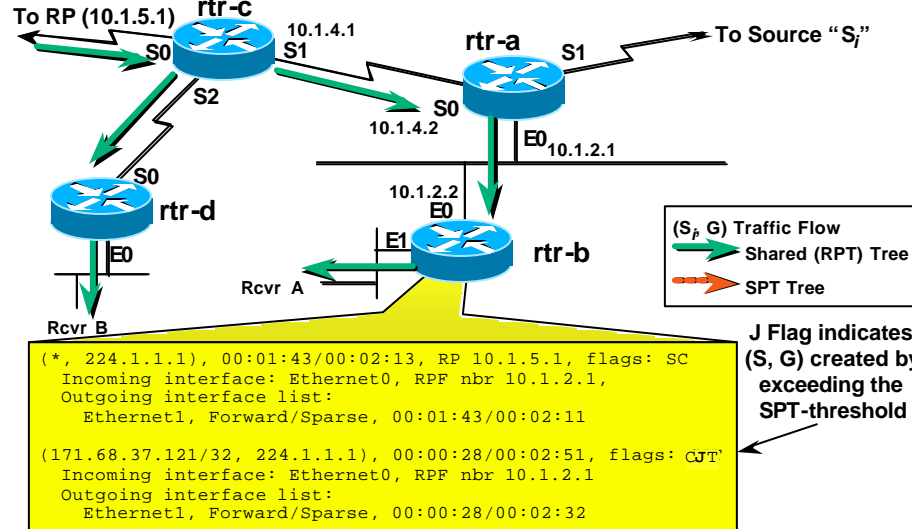 To RP (10.1.5.1)
rtr-c
10.1.4.1
S0
S1
S2
rtr-a
S1
To Source “Si”
S0
10.1.4.2
E0
10.1.2.1
S0
rtr-d
E0
Rcvr B
10.1.2.2
E0
E1
rtr-b
Rcvr A
(Si, G) Traffic Flow
Shared (RPT) Tree
SPT Tree
J Flag indicates
(S, G) created by
exceeding the
SPT-threshold
(*, 224.1.1.1), 00:01:43/00:02:13, RP 10.1.5.1, flags: SC
Incoming interface: Ethernet0, RPF nbr 10.1.2.1,
Outgoing interface list:
Ethernet1, Forward/Sparse, 00:01:43/00:02:11
(171.68.37.121/32, 224.1.1.1), 00:00:28/00:02:51, flags: CJT
Incoming interface: Ethernet0, RPF nbr 10.1.2.1
Outgoing interface list:
Ethernet1, Forward/Sparse, 00:00:28/00:02:32